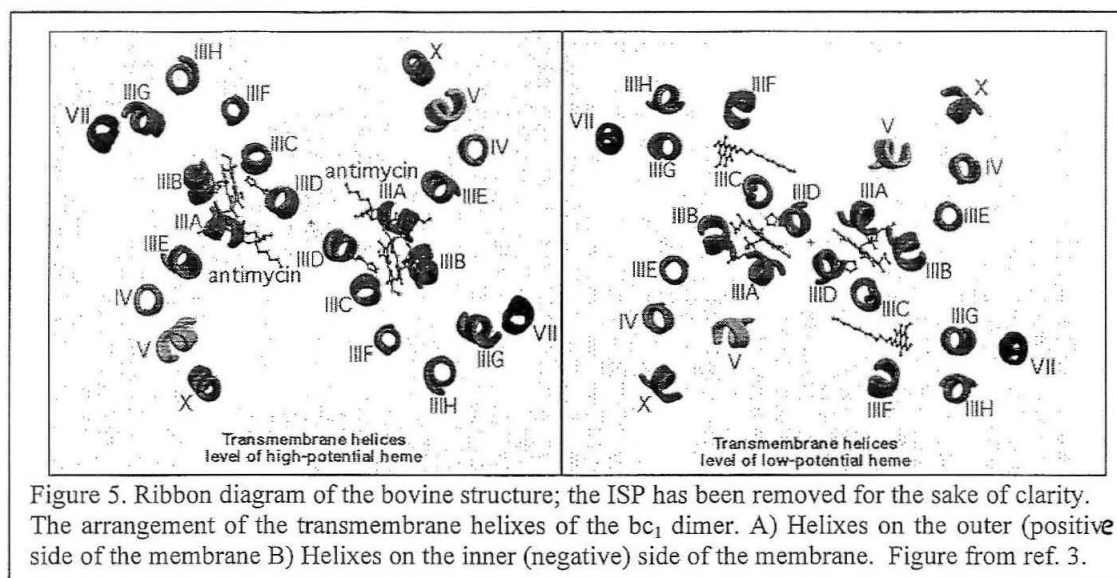 IIIH
X
IIIG
IIIF
V
VII
IIIC
IV
antimycin
IIIB
IIID
IIIE
IIIA
IIIA
IIIE
IIID
IIIB
antimycin
IV
IIIC
V
VII
IIIF
IIIG
X
IIIH
Transmembrane helices
level of high-potential heme
IIIH
IIIF
X
V
VII
IV
IIIG
IIIC
IIID
IIIA
IIIB
IIIE
IIIE
IIIB
IIIA
IIID
IIIC
IV
V
IIIG
VII
X
IIIF
IIIH
Transmembrane helices
level of low-potential heme
Figure 5. Ribbon diagram of the bovine structure; the ISP has been removed for the sake of clarity.
The arrangement of the transmembrane helixes of the bc₁ dimer. A) Helixes on the outer (positive
side of the membrane B) Helixes on the inner (negative) side of the membrane. Figure from ref. 3.